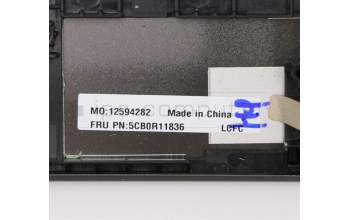 MO:12594282 Made in China
FRU PN:5CB0R11836 LCFC